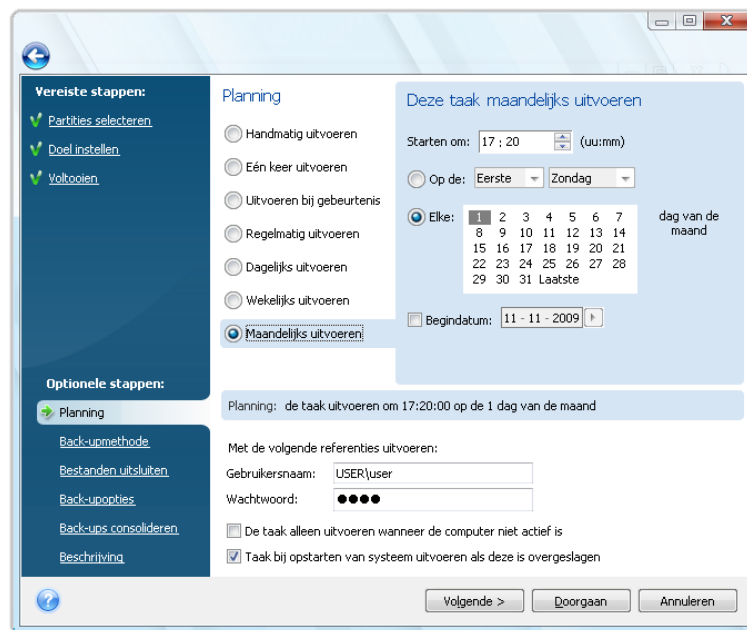 Vereiste stappen:
Partities selecteren
Doel instellen
Voltooien
Optionele stappen:
Planning
Back-upmethode
Bestanden uitsluiten
Back-upopties
Back-ups consolideren
Beschrijving
Planning
Handmatig uitvoeren
Eén keer uitvoeren
Uitvoeren bij gebeurtenis
Regelmatig uitvoeren
Dagelijks uitvoeren
Wekelijks uitvoeren
Maandelijks uitvoeren
Deze taak maandelijks uitvoeren
Starten om: 17 : 20 (uu:mm)
Op de: Eerste Zondag
Elke: 1 2 3 4 5 6 7 dag van de
8 9 10 11 12 13 14 maand
15 16 17 18 19 20 21
22 23 24 25 26 27 28
29 30 31 Laatste
Begindatum: 11 - 11 - 2009
Planning: de taak uitvoeren om 17:20:00 op de 1 dag van de maand
Met de volgende referenties uitvoeren:
Gebruikersnaam: USER\user
Wachtwoord: ●●●●
De taak alleen uitvoeren wanneer de computer niet actief is
Taak bij opstarten van systeem uitvoeren als deze is overgeslagen
Volgende > Doorgaan Annuleren